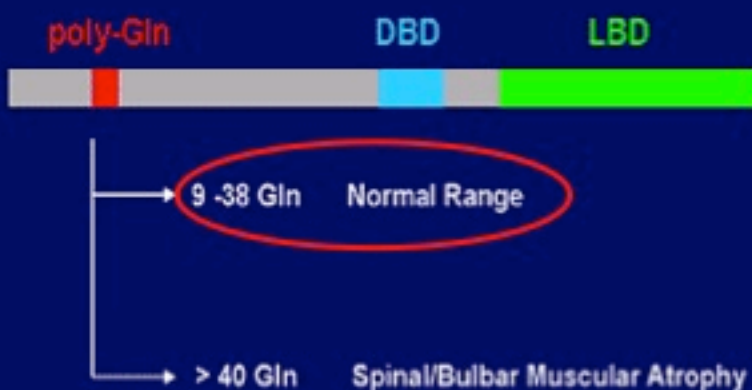 poly-Gln DBD LBD
9 -38 Gln Normal Range
> 40 Gln Spinal/Bulbar Muscular Atrophy